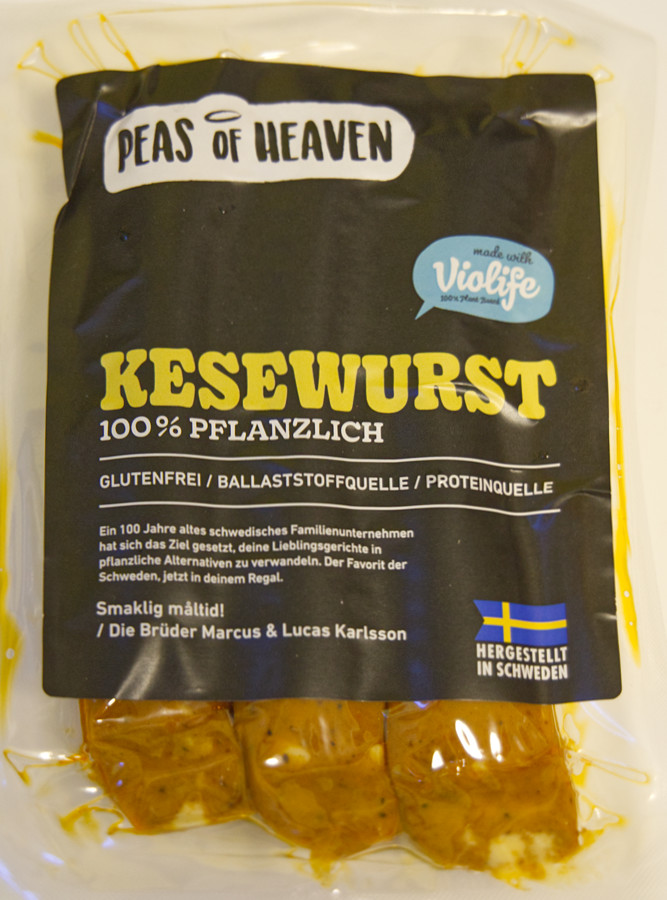 PEAS OF HEAVEN
made with
Violife
100% Plant Based
KESEWURST
100% PFLANZLICH
GLUTENFREI / BALLASTSTOFFQUELLE / PROTEINQUELLE
Ein 100 Jahre altes schwedisches Familienunternehmen
hat sich das Ziel gesetzt, deine Lieblingsgerichte in
pflanzliche Alternativen zu verwandeln. Der Favorit der
Schweden, jetzt in deinem Regal.
Smaklig måltid!
/ Die Brüder Marcus & Lucas Karlsson
HERGESTELLT
IN SCHWEDEN